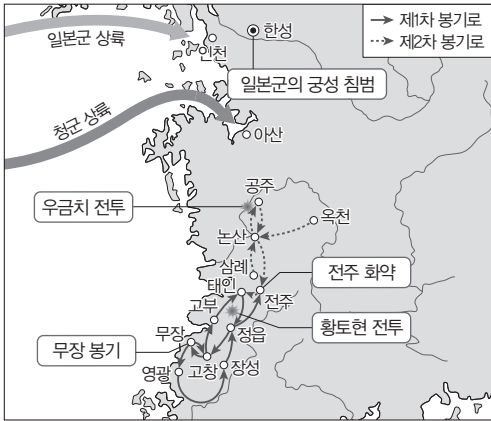 일본군 상륙
인천
한성
제1차 봉기로
제2차 봉기로
일본군의 궁성 침범
청군 상륙
아산
공주
우금치 전투
옥천
논산
삼례
태인
전주 화약
전주
고부
황토현 전투
무장
정읍
무장 봉기
영광
고창
장성